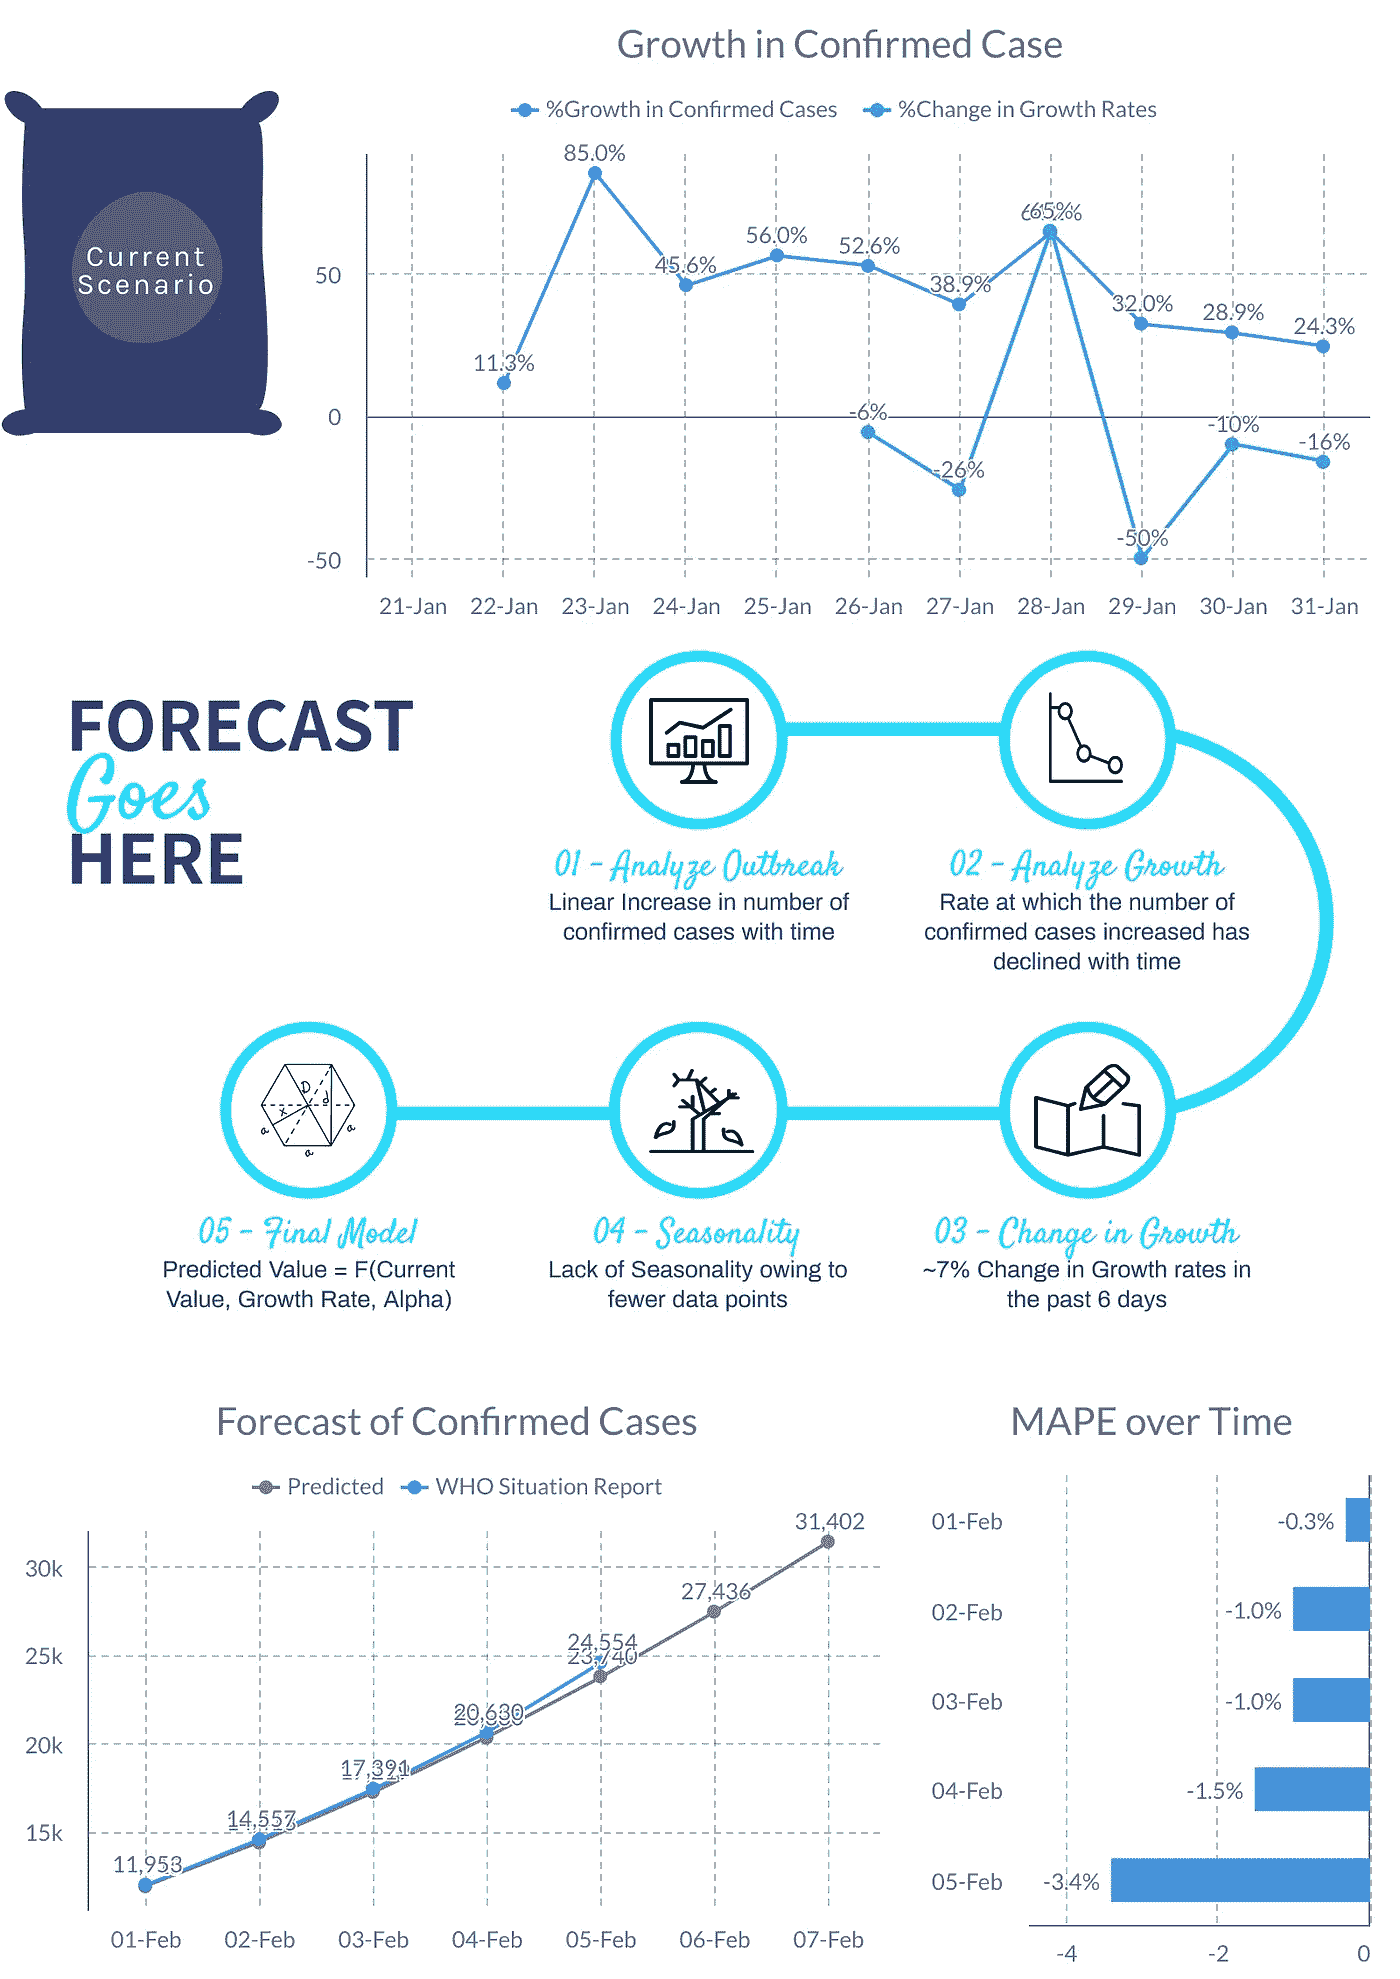 Growth in Confirmed Case
%Growth in Confirmed Cases %Change in Growth Rates
Current
Scenario
85.0%
65%
56.0%
52.6%
45.6%
38.9%
32.0%
28.9%
24.3%
11.3%
-6%
-10%
-16%
-26%
-50%
50
0
-50
21-Jan 22-Jan 23-Jan 24-Jan 25-Jan 26-Jan 27-Jan 28-Jan 29-Jan 30-Jan 31-Jan
FORECAST
Goes
HERE
01 - Analyze Outbreak
Linear Increase in number of
confirmed cases with time
02 - Analyze Growth
Rate at which the number of
confirmed cases increased has
declined with time
D
d
x
a
a
a
05 - Final Model
Predicted Value = F(Current
Value, Growth Rate, Alpha)
04 - Seasonality
Lack of Seasonality owing to
fewer data points
03 - Change in Growth
~7% Change in Growth rates in
the past 6 days
Forecast of Confirmed Cases
Predicted WHO Situation Report
31,402
27,436
24,554
23,740
20,630
17,391
14,557
11,953
30k
25k
20k
15k
01-Feb 02-Feb 03-Feb 04-Feb 05-Feb 06-Feb 07-Feb
MAPE over Time
01-Feb -0.3%
02-Feb -1.0%
03-Feb -1.0%
04-Feb -1.5%
05-Feb -3.4%
-4 -2 0